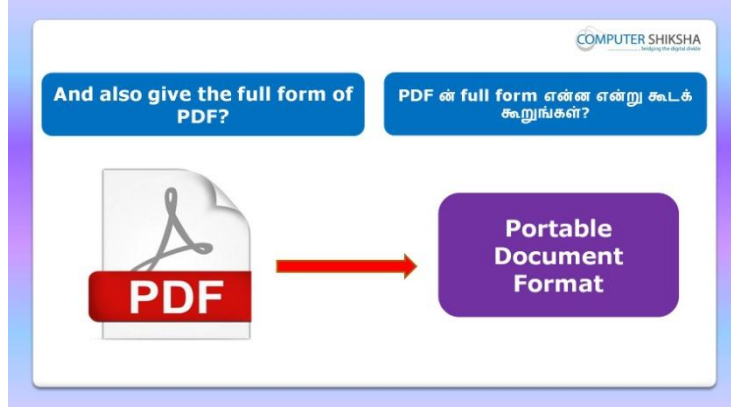 COMPUTER SHIKSHA
...bridging the digital divide
And also give the full form of
PDF?
PDF ன் full form என்ன என்று கூடக்
கூறுங்கள்?
PDF
Portable
Document
Format